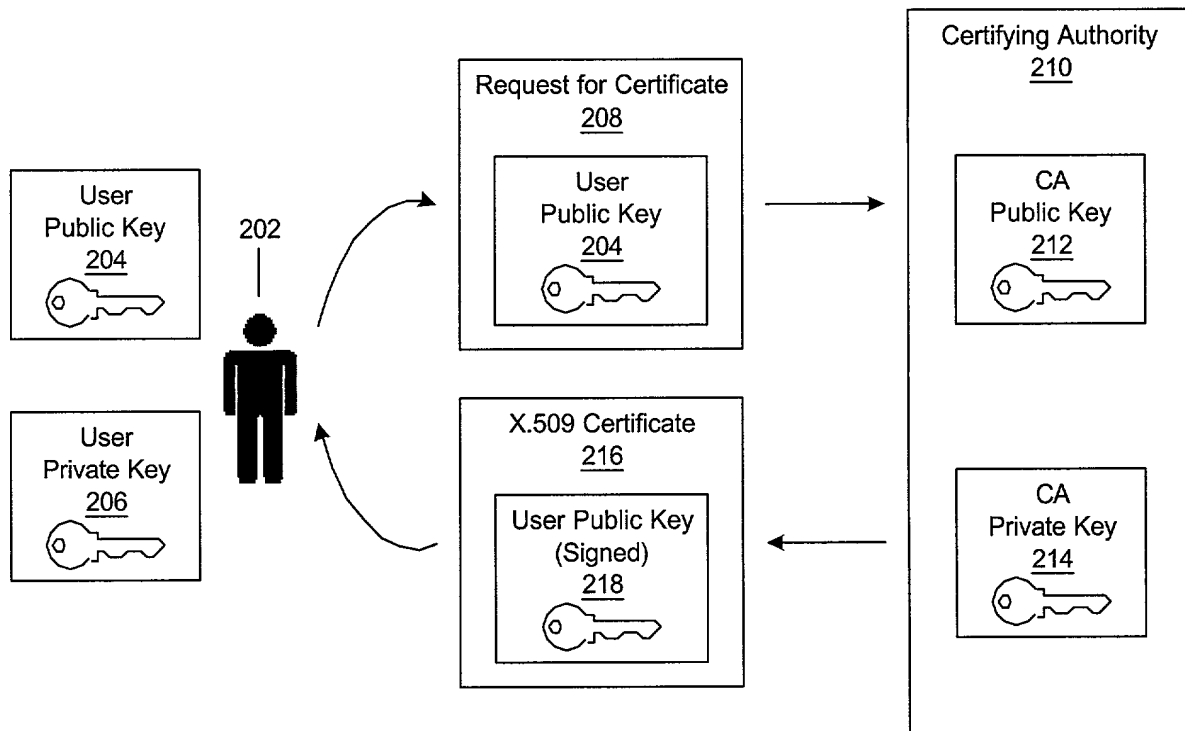 User
Public Key
204
User
Private Key
206
202
Request for Certificate
208
User
Public Key
204
X.509 Certificate
216
User Public Key
(Signed)
218
Certifying Authority
210
CA
Public Key
212
CA
Private Key
214